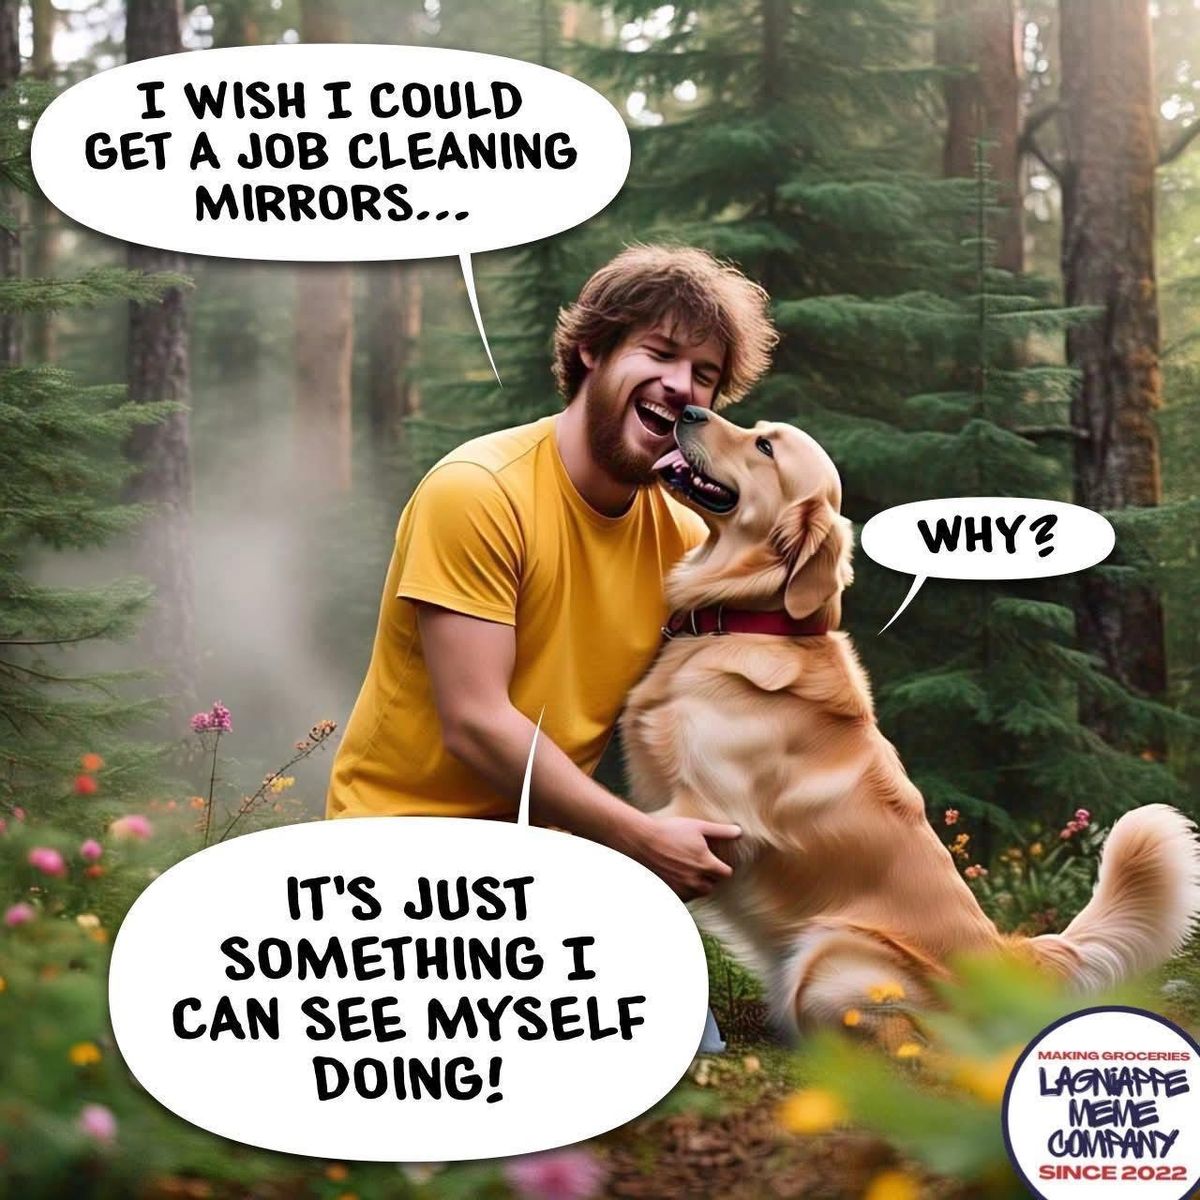 I WISH I COULD
GET A JOB CLEANING
MIRRORS...
WHY?
IT'S JUST
SOMETHING I
CAN SEE MYSELF
DOING!
MAKING GROCERIES
LAGNIAPPE
MEME
COMPANY
SINCE 2022